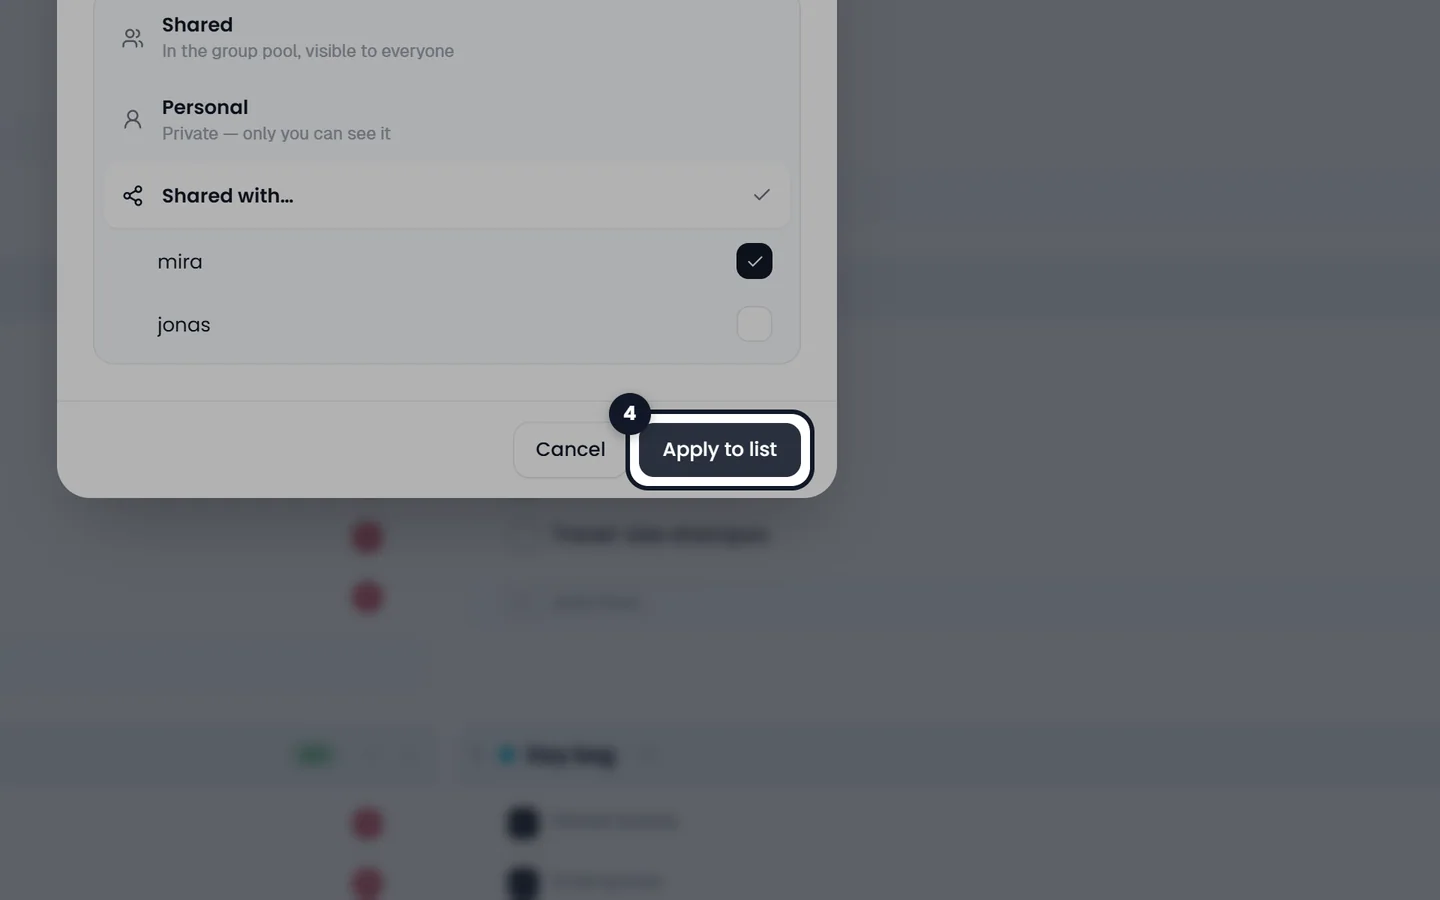 Shared
In the group pool, visible to everyone
Personal
Private — only you can see it
Shared with...
mira
jonas
4
Cancel
Apply to list